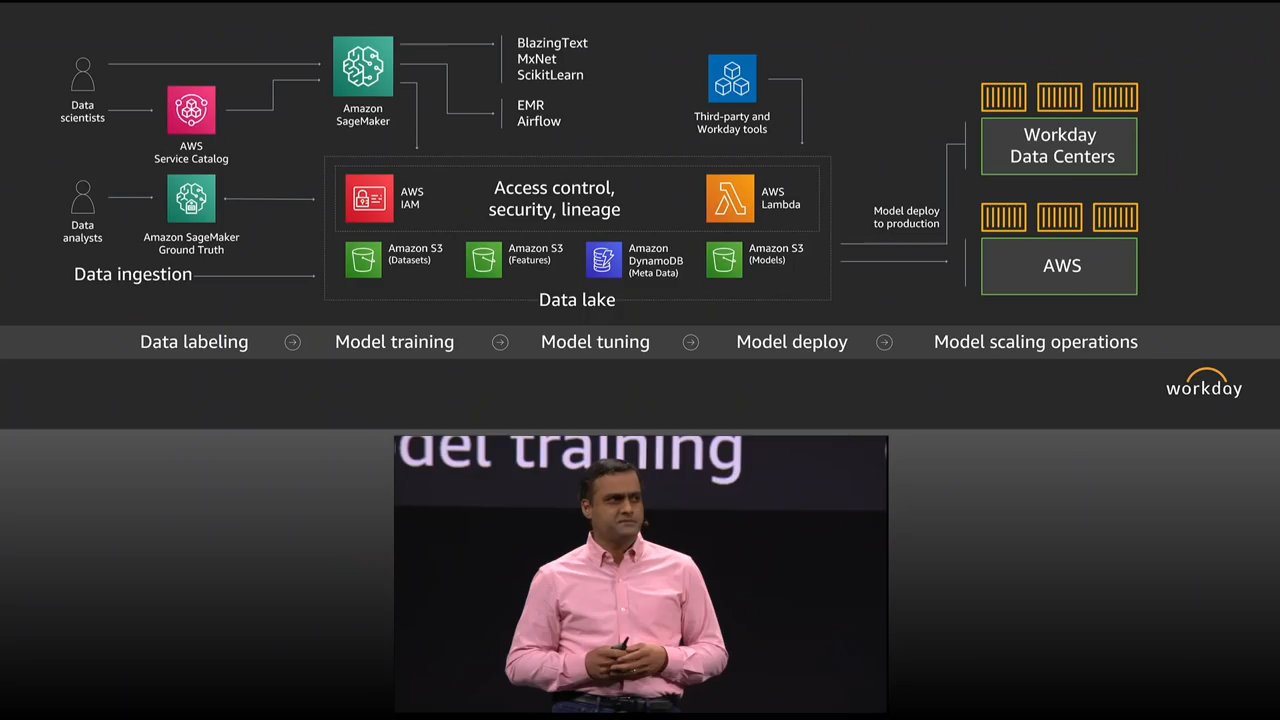 Data
scientists
AWS
Service Catalog
Amazon
SageMaker
BlazingText
MxNet
ScikitLearn
EMR
Airflow
Third-party and
Workday tools
Data
analysts
Amazon SageMaker
Ground Truth
Data ingestion
AWS
IAM
Access control,
security, lineage
AWS
Lambda
Amazon S3
(Datasets)
Amazon S3
(Features)
Amazon
DynamoDB
(Meta Data)
Amazon S3
(Models)
Data lake
Model deploy
to production
Workday
Data Centers
AWS
Data labeling
Model training
Model tuning
Model deploy
Model scaling operations
workday
del training